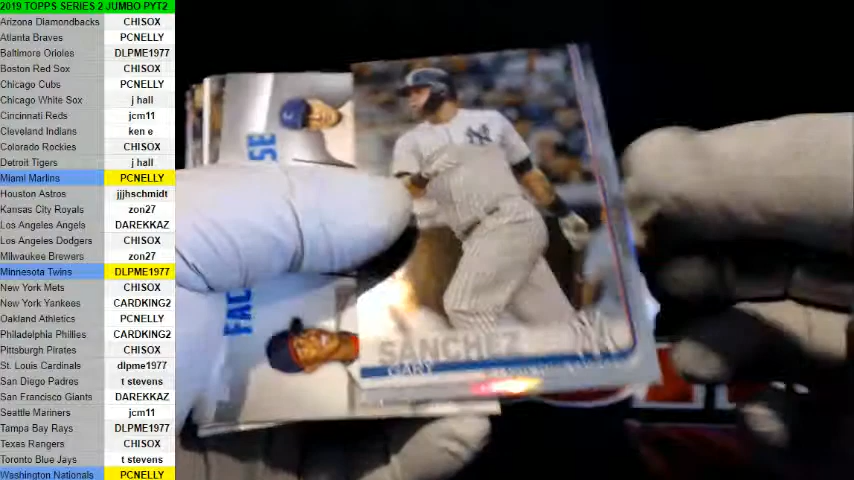 2019 TOPPS SERIES 2 JUMBO PYT2
Arizona Diamondbacks CHISOX
Atlanta Braves PCNELLY
Baltimore Orioles DLPME1977
Boston Red Sox CHISOX
Chicago Cubs PCNELLY
Chicago White Sox j hall
Cincinnati Reds jcm11
Cleveland Indians ken e
Colorado Rockies CHISOX
Detroit Tigers j hall
Miami Marlins PCNELLY
Houston Astros jjjhschmidt
Kansas City Royals zon27
Los Angeles Angels DAREKKAZ
Los Angeles Dodgers CHISOX
Milwaukee Brewers zon27
Minnesota Twins DLPME1977
New York Mets CHISOX
New York Yankees CARDKING2
Oakland Athletics PCNELLY
Philadelphia Phillies CARDKING2
Pittsburgh Pirates CHISOX
St. Louis Cardinals dlpme1977
San Diego Padres t stevens
San Francisco Giants DAREKKAZ
Seattle Mariners jcm11
Tampa Bay Rays DLPME1977
Texas Rangers CHISOX
Toronto Blue Jays t stevens
Washington Nationals PCNELLY
SE
FAC
SANCHEZ
GARY